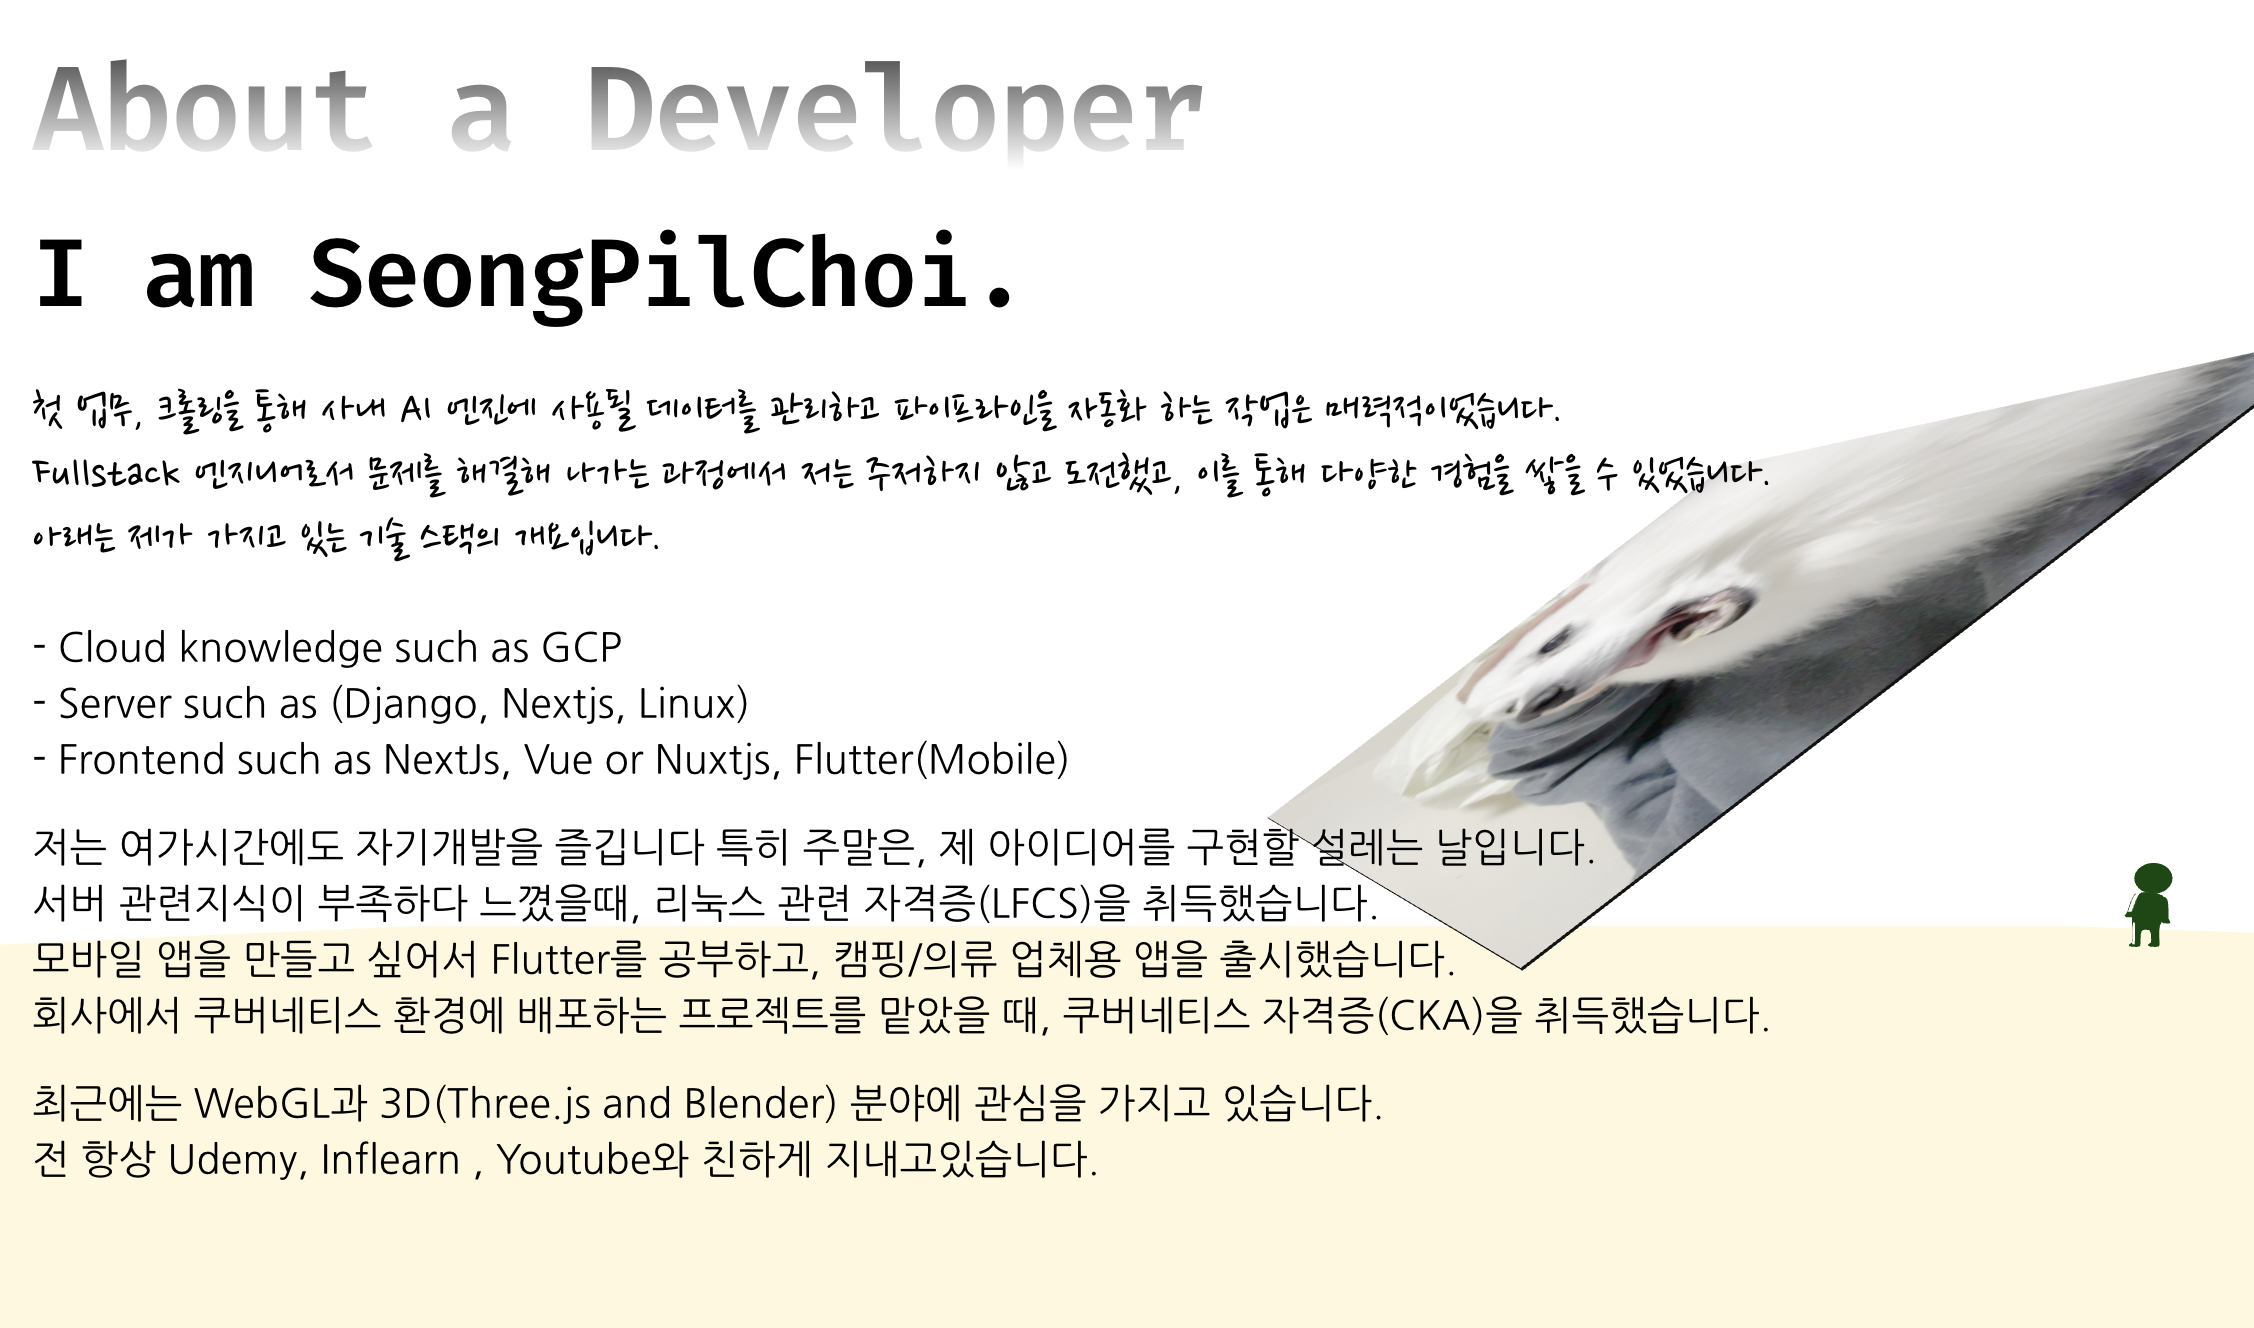 About a Developer
I am SeongPilChoi.
첫 업무, 크롤링을 통해 사내 AI 엔진에 사용될 데이터를 관리하고 파이프라인을 자동화 하는 작업은 매력적이었습니다.
Fullstack 엔지니어로서 문제를 해결해 나가는 과정에서 저는 주저하지 않고 도전했고, 이를 통해 다양한 경험을 쌓을 수 있었습니다.
아래는 제가 가지고 있는 기술 스택의 개요입니다.
- Cloud knowledge such as GCP
- Server such as (Django, Nextjs, Linux)
- Frontend such as NextJs, Vue or Nuxtjs, Flutter(Mobile)
저는 여가시간에도 자기개발을 즐깁니다 특히 주말은, 제 아이디어를 구현할 설레는 날입니다.
서버 관련지식이 부족하다 느꼈을때, 리눅스 관련 자격증(LFCS)을 취득했습니다.
모바일 앱을 만들고 싶어서 Flutter를 공부하고, 캠핑/의류 업체용 앱을 출시했습니다.
회사에서 쿠버네티스 환경에 배포하는 프로젝트를 맡았을 때, 쿠버네티스 자격증(CKA)을 취득했습니다.
최근에는 WebGL과 3D(Three.js and Blender) 분야에 관심을 가지고 있습니다.
전 항상 Udemy, Inflearn , Youtube와 친하게 지내고있습니다.